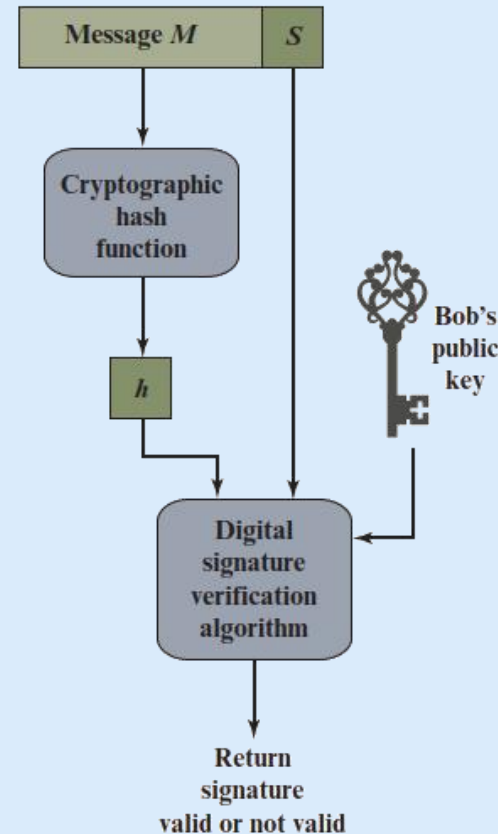 Message M
S
Cryptographic
hash
function
Bob's
public
key
h
Digital
signature
verification
algorithm
Return
signature
valid or not valid